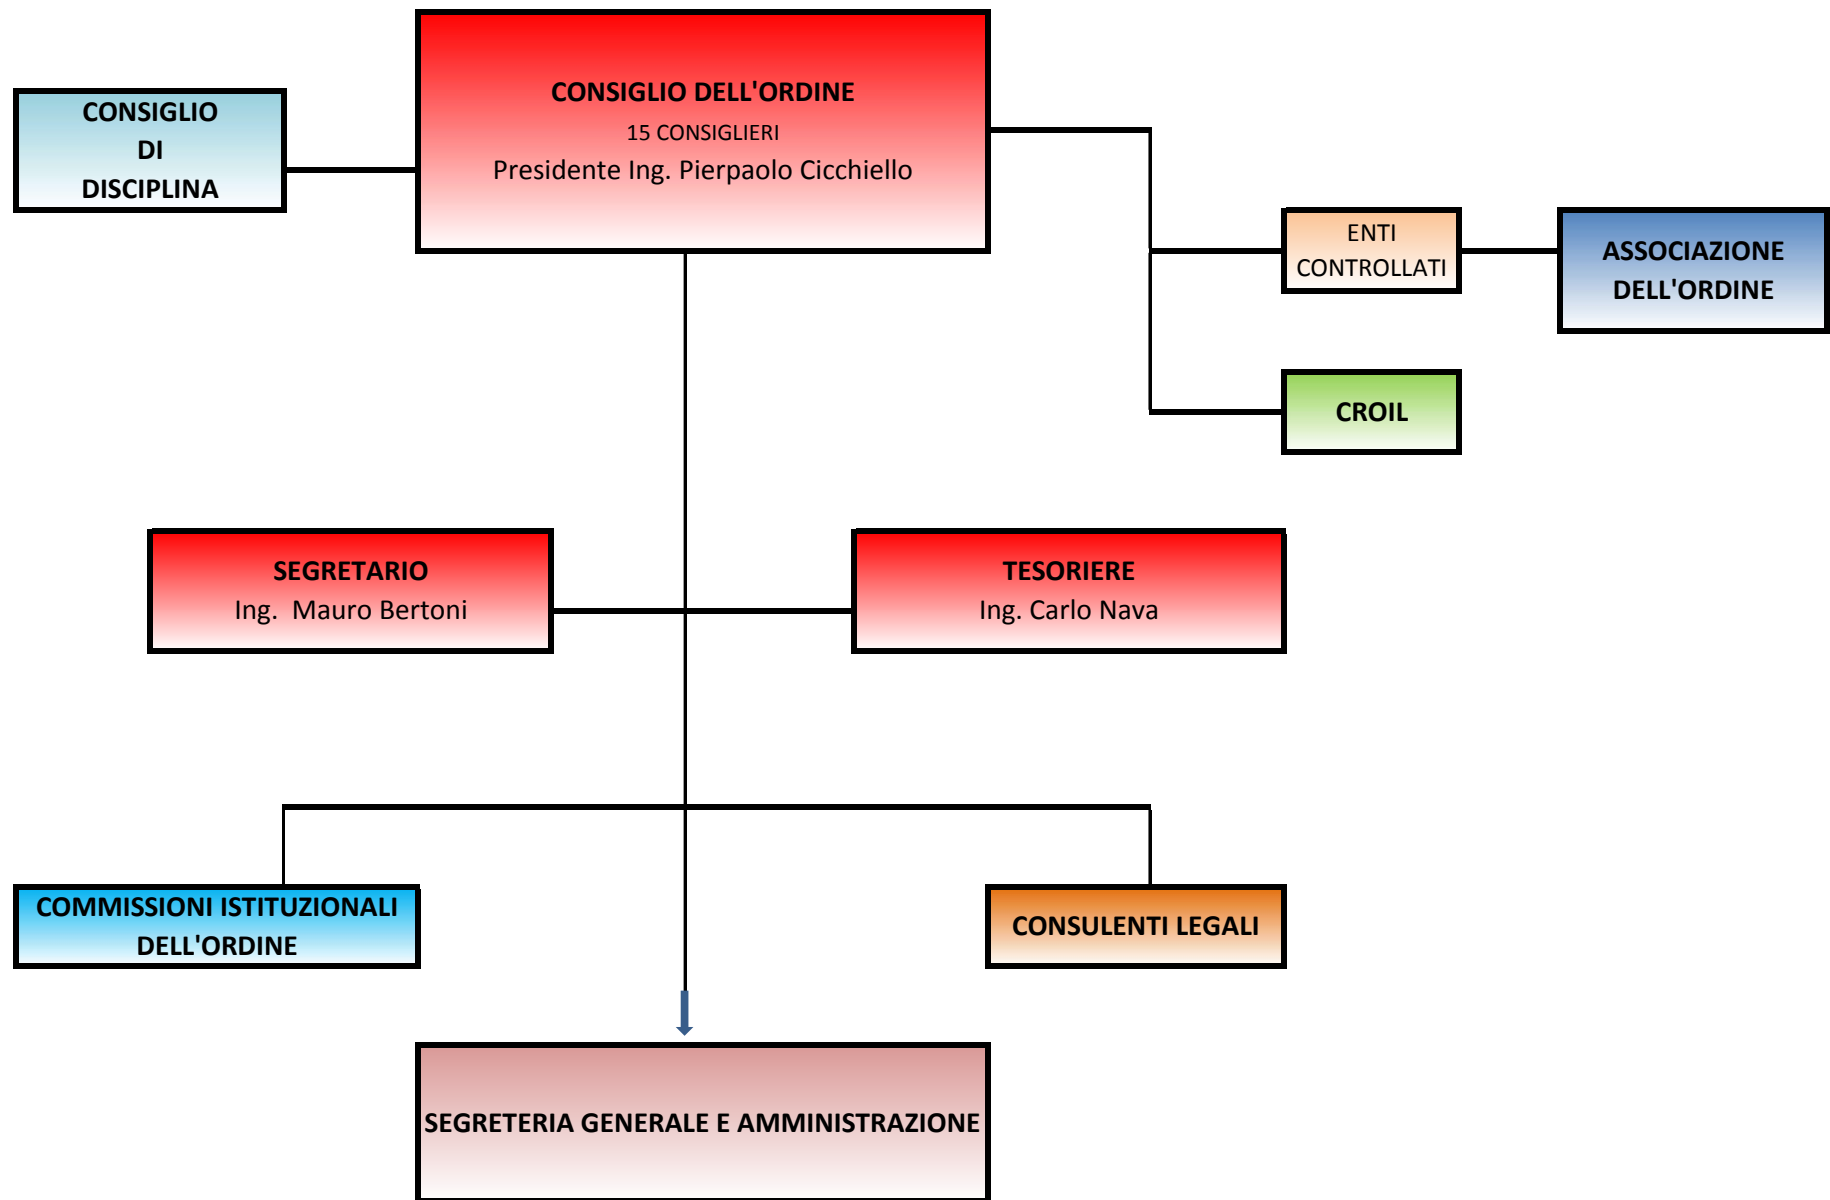 CONSIGLIO DELL'ORDINE
15 CONSIGLIERI
Presidente Ing. Pierpaolo Cicchiello
CONSIGLIO
DI
DISCIPLINA
ENTI
CONTROLLATI
ASSOCIAZIONE
DELL'ORDINE
CROIL
SEGRETARIO
Ing.  Mauro Bertoni
TESORIERE
Ing. Carlo Nava
COMMISSIONI ISTITUZIONALI
DELL'ORDINE
CONSULENTI LEGALI
SEGRETERIA GENERALE E AMMINISTRAZIONE